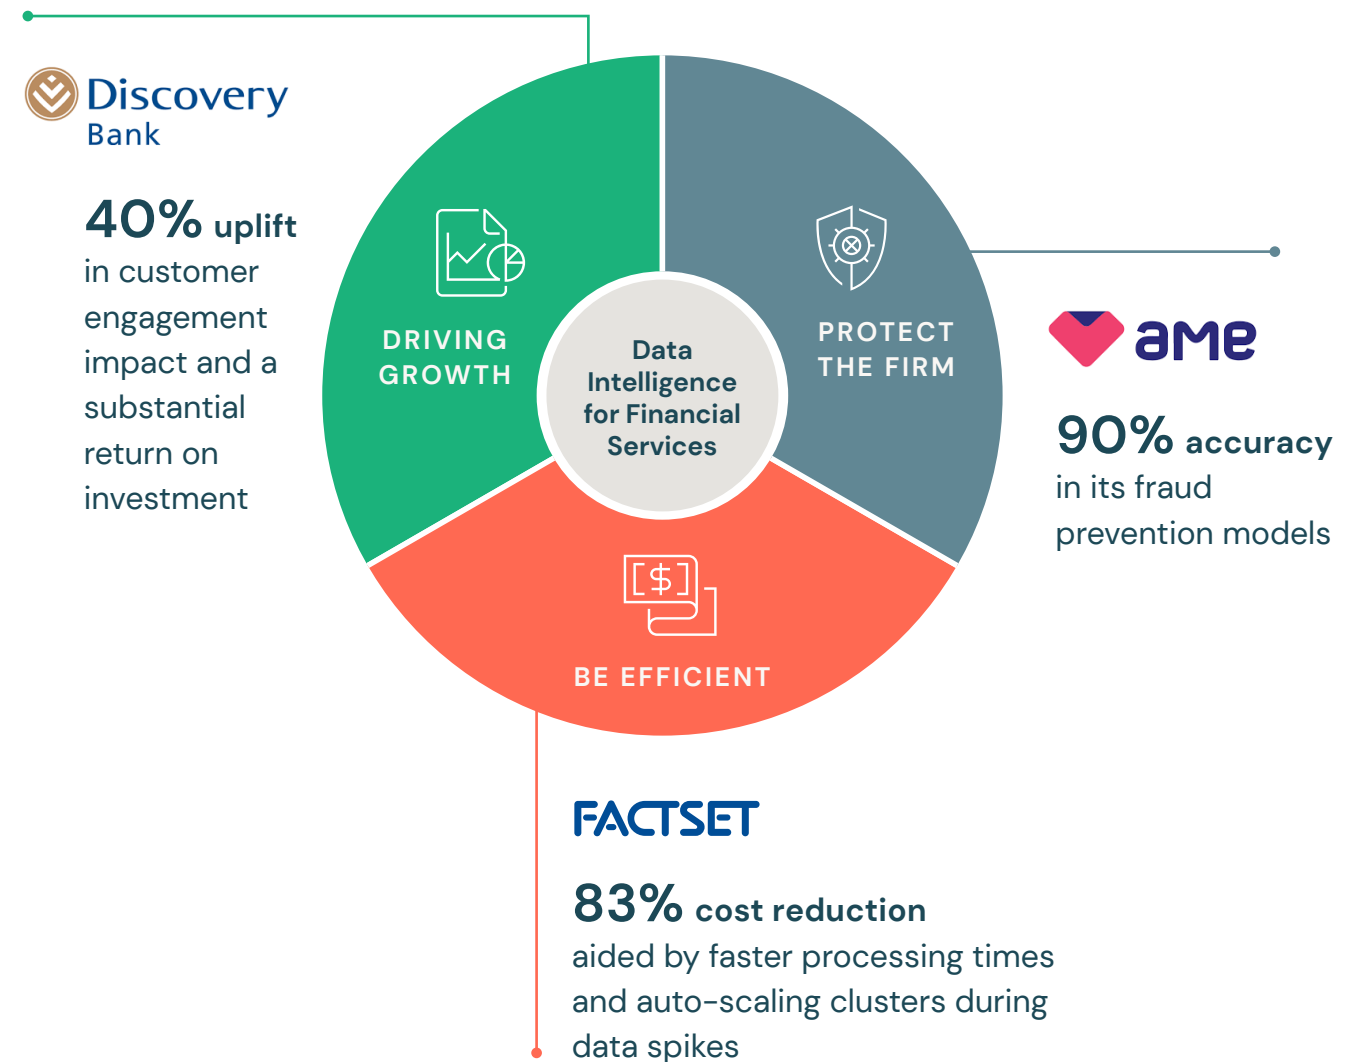 Discovery
Bank
40% uplift
in customer
engagement
impact and a
substantial
return on
investment
DRIVING
GROWTH
Data
Intelligence
for Financial
Services
PROTECT
THE FIRM
ame
90% accuracy
in its fraud
prevention models
[$]
BE EFFICIENT
FACTSET
83% cost reduction
aided by faster processing times
and auto-scaling clusters during
data spikes